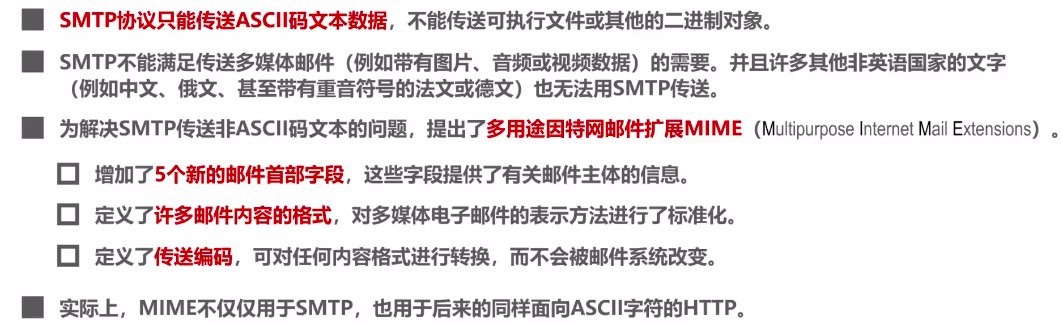 SMTP协议只能传送ASCII码文本数据，不能传送可执行文件或其他的二进制对象。
SMTP不能满足传送多媒体邮件（例如带有图片、音频或视频数据）的需要。并且许多其他非英语国家的文字
（例如中文、俄文、甚至带有重音符号的法文或德文）也无法用SMTP传送。
为解决SMTP传送非ASCII码文本的问题，提出了多用途因特网邮件扩展MIME（Multipurpose Internet Mail Extensions）。
增加了5个新的邮件首部字段，这些字段提供了有关邮件主体的信息。
定义了许多邮件内容的格式，对多媒体电子邮件的表示方法进行了标准化。
定义了传送编码，可对任何内容格式进行转换，而不会被邮件系统改变。
实际上，MIME不仅仅用于SMTP，也用于后来的同样面向ASCII字符的HTTP。